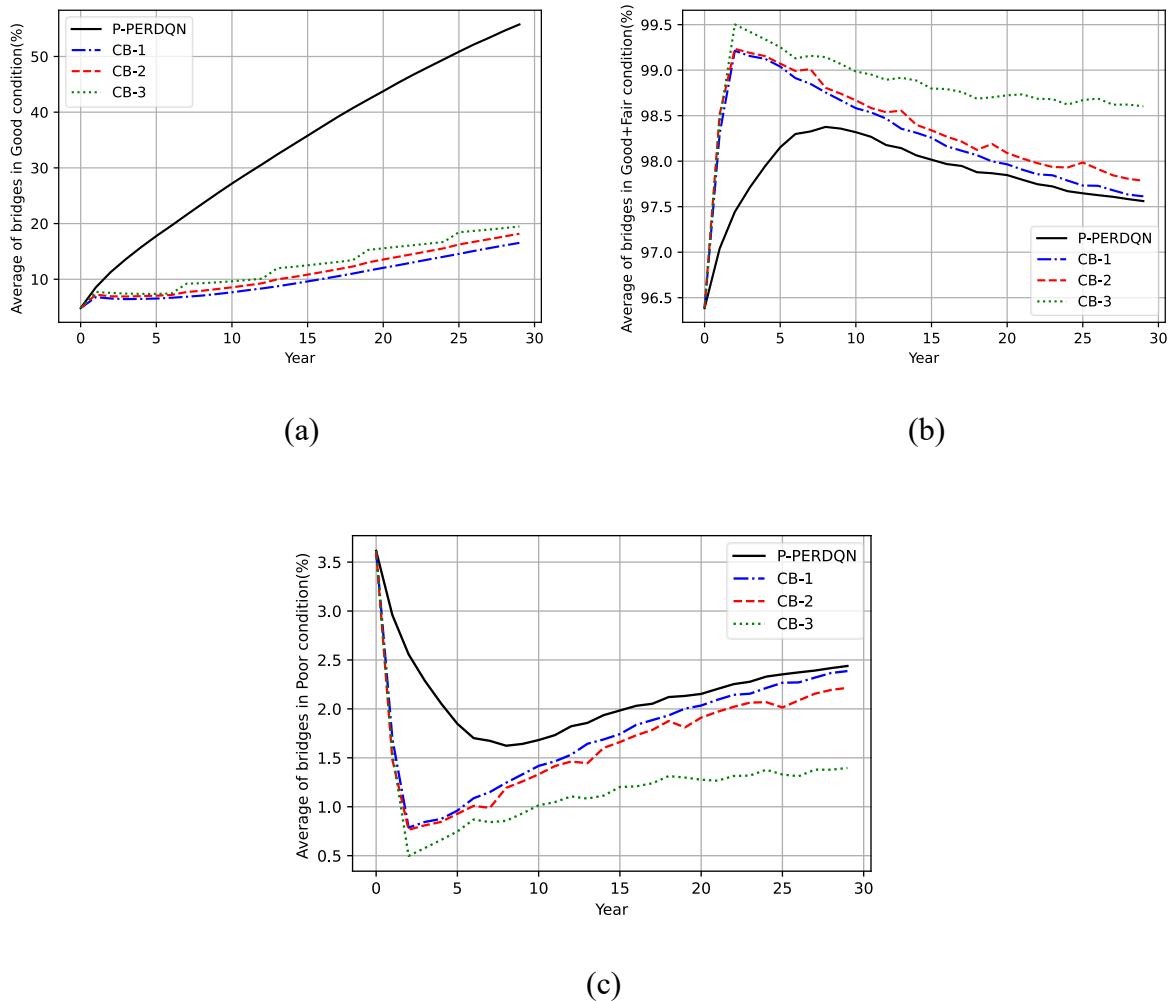 Average of bridges in Good condition(%)
50
40
30
20
10
P-PERDQN
CB-1
CB-2
CB-3
0
5
10
15
20
25
30
Year
(a)
Average of bridges in Good+Fair condition(%)
99.5
99.0
98.5
98.0
97.5
97.0
96.5
P-PERDQN
CB-1
CB-2
CB-3
0
5
10
15
20
25
30
Year
(b)
Average of bridges in Poor condition(%)
3.5
3.0
2.5
2.0
1.5
1.0
0.5
P-PERDQN
CB-1
CB-2
CB-3
0
5
10
15
20
25
30
Year
(c)